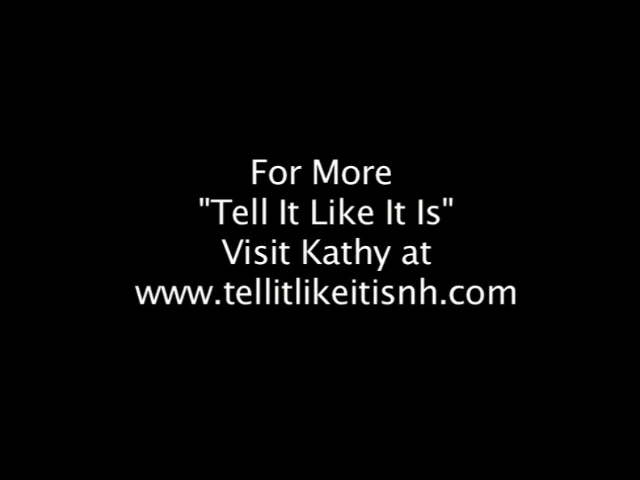 For More
"Tell It Like It Is"
Visit Kathy at
www.tellitlikeitisnh.com